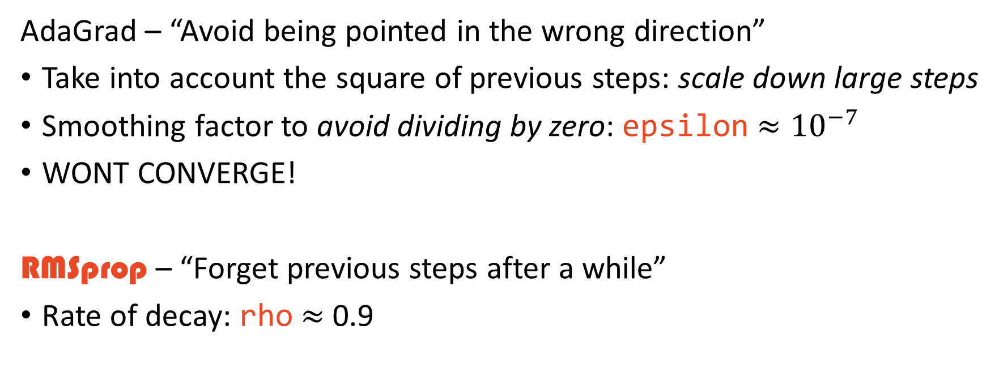 AdaGrad – “Avoid being pointed in the wrong direction”
• Take into account the square of previous steps: scale down large steps
• Smoothing factor to avoid dividing by zero: epsilon ≈ 10⁻⁷
• WONT CONVERGE!
RMSprop – “Forget previous steps after a while”
• Rate of decay: rho ≈ 0.9